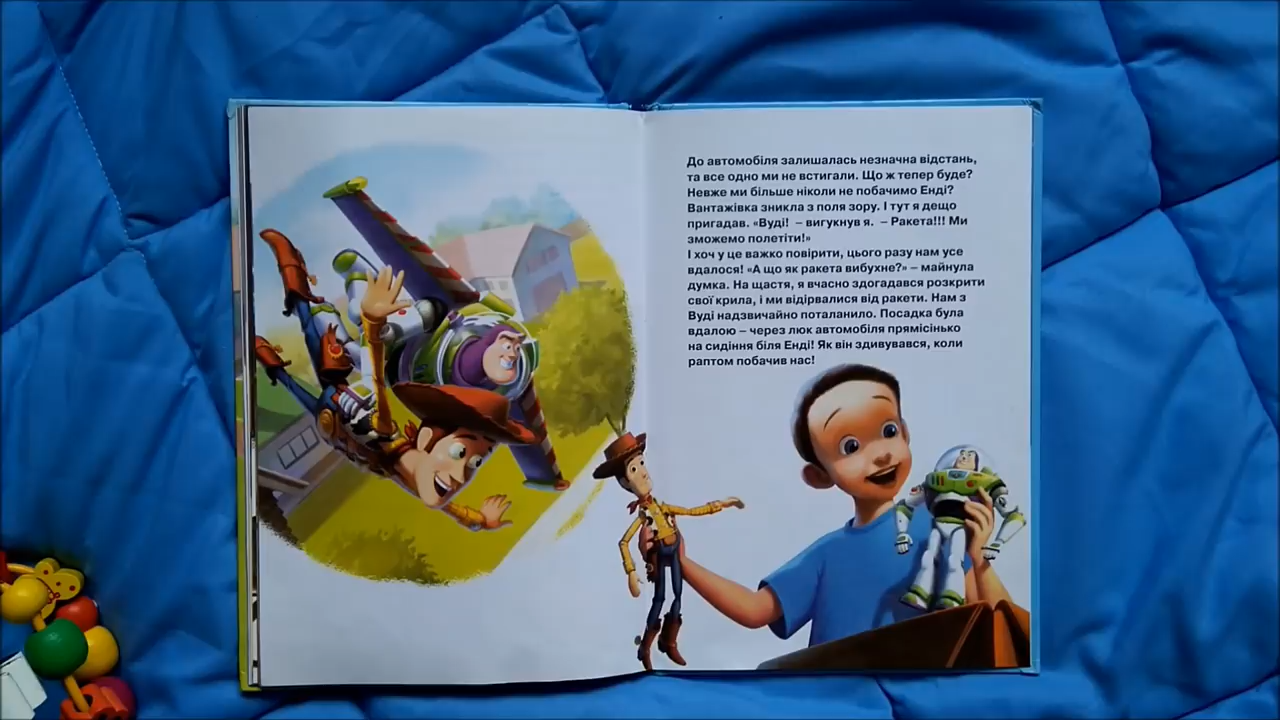 До автомобіля залишалась незначна відстань,
та все одно ми не встигали. Що ж тепер буде?
Невже ми більше ніколи не побачимо Енді?
Вантажівка зникла з поля зору. І тут я дещо
пригадав. «Вуді! – вигукнув я. – Ракета!!! Ми
зможемо полетіти!»
І хоч у це важко повірити, цього разу нам усе
вдалося! «А що як ракета вибухне?» – майнула
думка. На щастя, я вчасно здогадався розкрити
свої крила, і ми відірвалися від ракети. Нам з
Вуді надзвичайно поталанило. Посадка була
вдалою – через люк автомобіля прямісінько
на сидіння біля Енді! Як він здивувався, коли
раптом побачив нас!